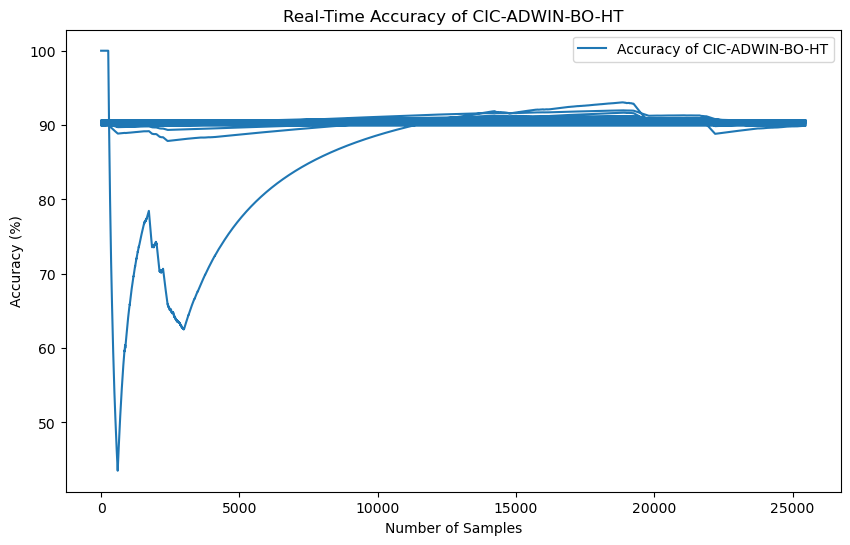 Real-Time Accuracy of CIC-ADWIN-BO-HT
Accuracy of CIC-ADWIN-BO-HT
100
90
80
70
60
50
Accuracy (%)
0 5000 10000 15000 20000 25000
Number of Samples